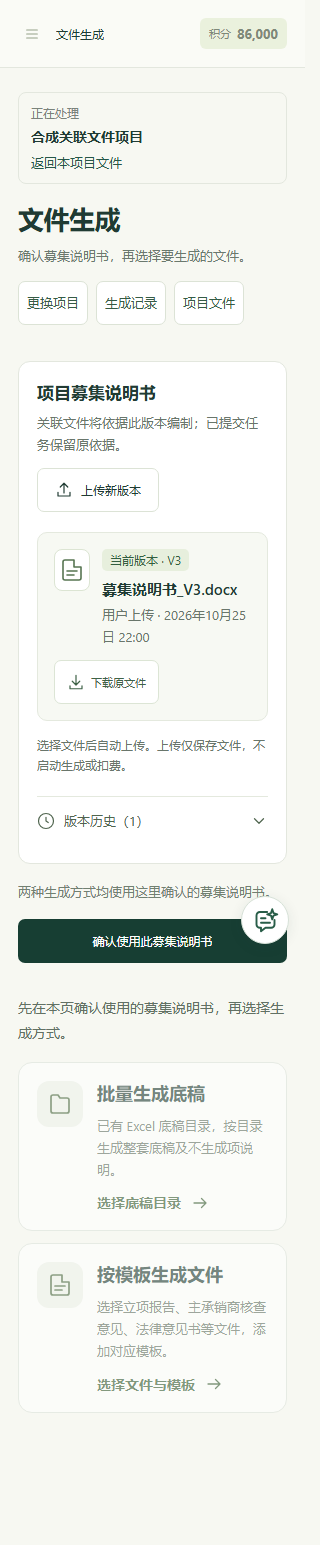 文件生成
积分 86,000
正在处理
合成关联文件项目
返回本项目文件
文件生成
确认募集说明书，再选择要生成的文件。
更换项目
生成记录
项目文件
项目募集说明书
关联文件将依据此版本编制；已提交任
务保留原依据。
上传新版本
当前版本 · V3
募集说明书_V3.docx
用户上传 · 2026年10月25
日 22:00
下载原文件
选择文件后自动上传。上传仅保存文件，不
启动生成或扣费。
版本历史（1）
两种生成方式均使用这里确认的募集说明书。
确认使用此募集说明书
先在本页确认使用的募集说明书，再选择生
成方式。
批量生成底稿
已有 Excel 底稿目录，按目录
生成整套底稿及不生成项说
明。
选择底稿目录
按模板生成文件
选择立项报告、主承销商核查
意见、法律意见书等文件，添
加对应模板。
选择文件与模板